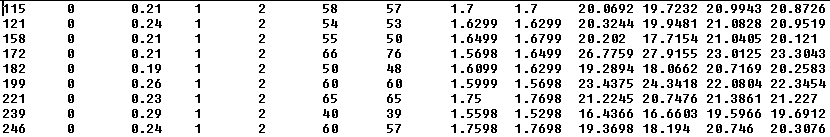 115 0 0.21 1 2 58 57 1.7 1.7 20.0692 19.7232 20.9943 20.8726
121 0 0.24 1 2 54 53 1.6299 1.6299 20.3244 19.9481 21.0828 20.9519
158 0 0.21 1 2 55 50 1.6499 1.6799 20.202 17.7154 21.0405 20.121
172 0 0.21 1 2 66 76 1.5698 1.6499 26.7759 27.9155 23.0125 23.3043
182 0 0.19 1 2 50 48 1.6099 1.6299 19.2894 18.0662 20.7169 20.2583
199 0 0.26 1 2 60 60 1.5999 1.5698 23.4375 24.3418 22.0804 22.3454
221 0 0.23 1 2 65 65 1.75 1.7698 21.2245 20.7476 21.3861 21.227
239 0 0.29 1 2 40 39 1.5598 1.5298 16.4366 16.6603 19.5966 19.6912
246 0 0.24 1 2 60 57 1.7598 1.7698 19.3698 18.194 20.746 20.3076